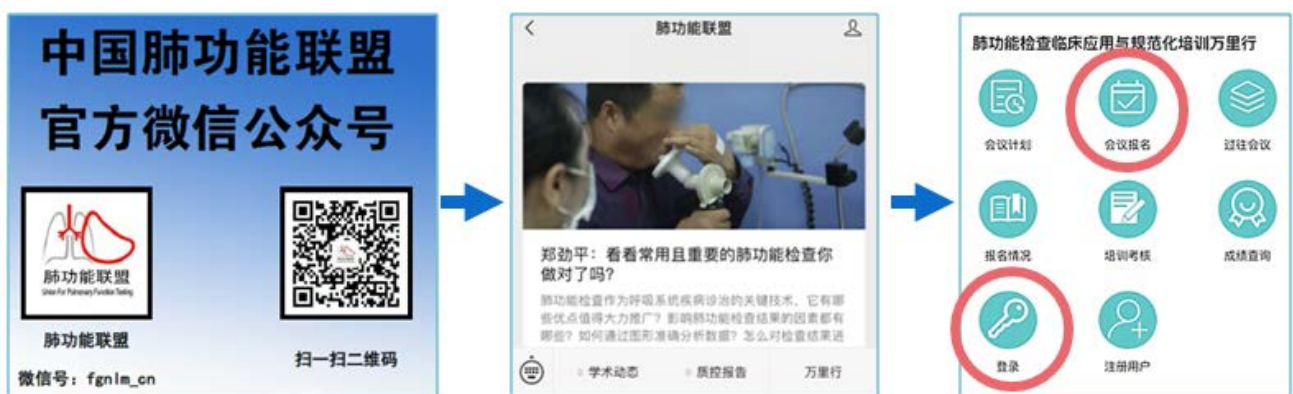 中国肺功能联盟
官方微信公众号
肺功能联盟
Union For Pulmonary Function Testing
肺功能联盟
微信号：fgnlm_cn
扫一扫二维码
肺功能联盟
郑劲平：看看常用且重要的肺功能检查你
做对了吗？
肺功能检查作为呼吸系统疾病诊治的关键技术，它有哪
些优点值得大力推广？影响肺功能检查结果的因素都有
哪些？如何通过图形准确分析数据？怎么对检查结果进
学术动态
质控报告
万里行
肺功能检查临床应用与规范化培训万里行
会议计划
会议报名
过往会议
报名情况
培训考核
成绩查询
登录
注册用户